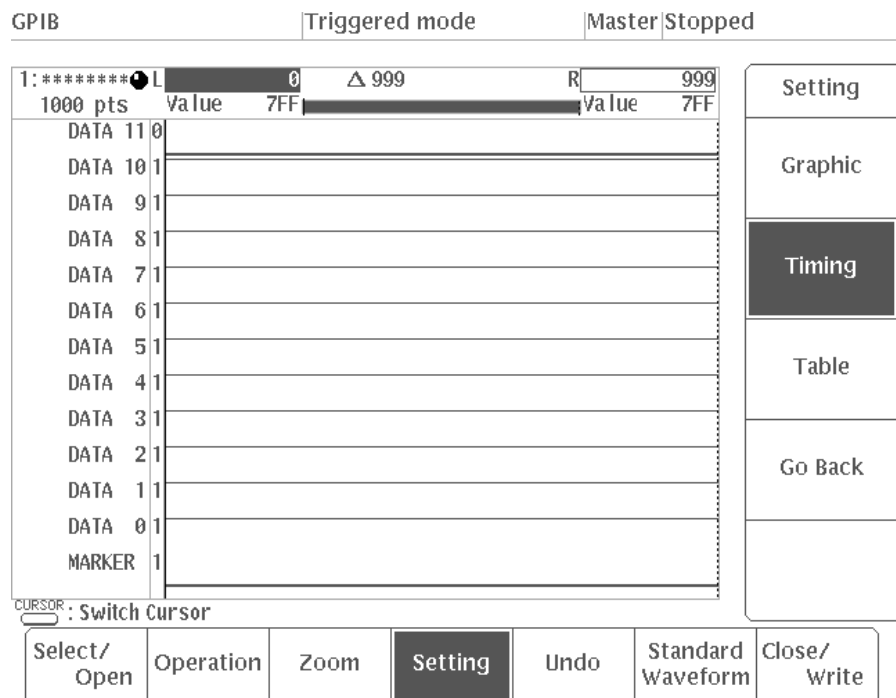 GPIB Triggered mode Master Stopped
1:******** L 0 Δ 999 R 999
1000 pts Value 7FF Value 7FF
DATA 11 0
DATA 10 1
DATA 9 1
DATA 8 1
DATA 7 1
DATA 6 1
DATA 5 1
DATA 4 1
DATA 3 1
DATA 2 1
DATA 1 1
DATA 0 1
MARKER 1
CURSOR : Switch Cursor
Setting
Graphic
Timing
Table
Go Back
Select/
Open
Operation
Zoom
Setting
Undo
Standard
Waveform
Close/
Write